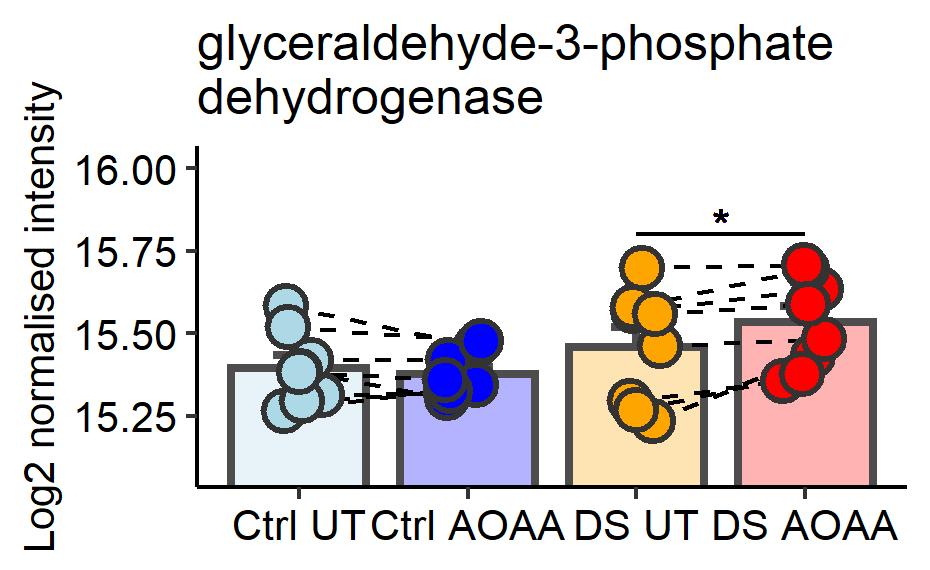 glyceraldehyde-3-phosphate
dehydrogenase
Log2 normalised intensity
16.00
15.75
15.50
15.25
*
Ctrl UT Ctrl AOAA DS UT DS AOAA